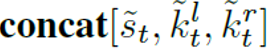 concat[s̃_t, k̃_t^l, k̃_t^r]